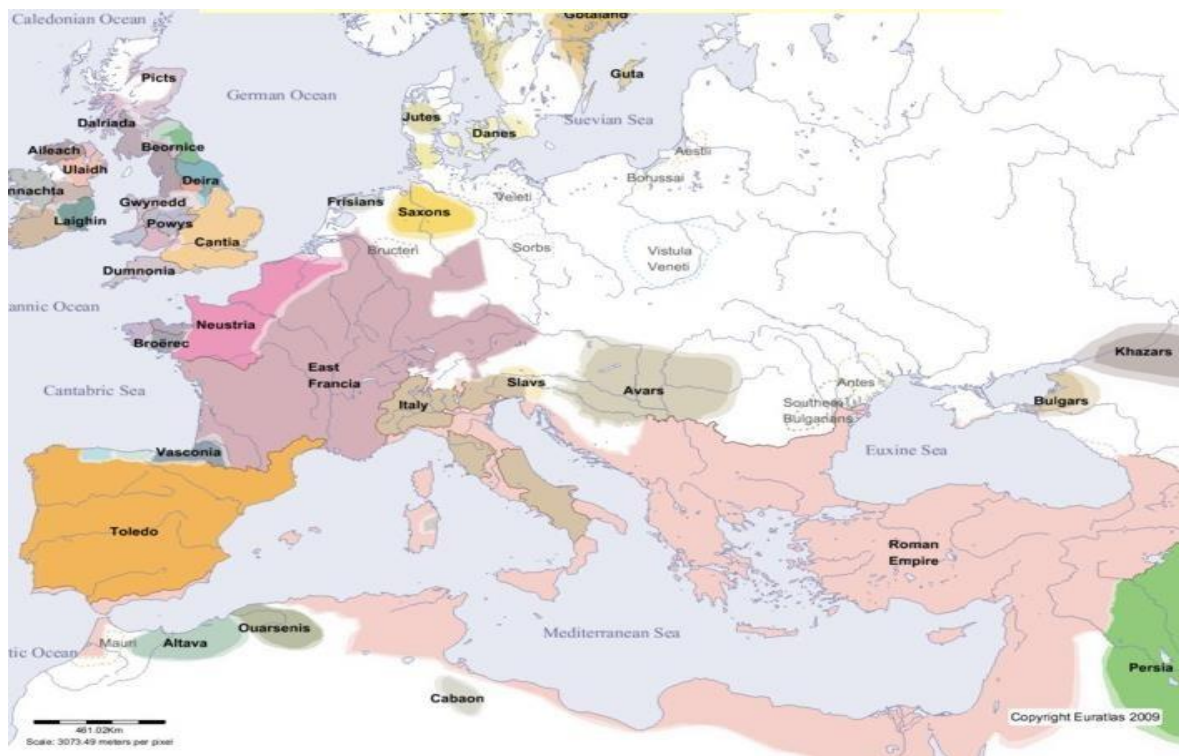 Caledonian Ocean
Götaland
Picts
Guta
German Ocean
Dalriada
Jutes
Danes
Suevian Sea
Aileach
Beornice
Aestii
Ulaidh
Borussai
Deira
nnachta
Gwynedd
Frisians
Veleti
Laighin
Powys
Saxons
Cantia
Bructeri
Sorbs
Vistula
Veneti
Dumnonia
annic Ocean
Neustria
Broërec
Khazars
East
Francia
Slavs
Avars
Antes
Cantabric Sea
Italy
Southern
Bulgarians
Bulgars
Vasconia
Euxine Sea
Toledo
Roman
Empire
Ouarsenis
Mauri
Altava
Mediterranean Sea
tic Ocean
Persia
Cabaon
461.02Km
Scale: 3073.49 meters per pixel
Copyright Euratlas 2009